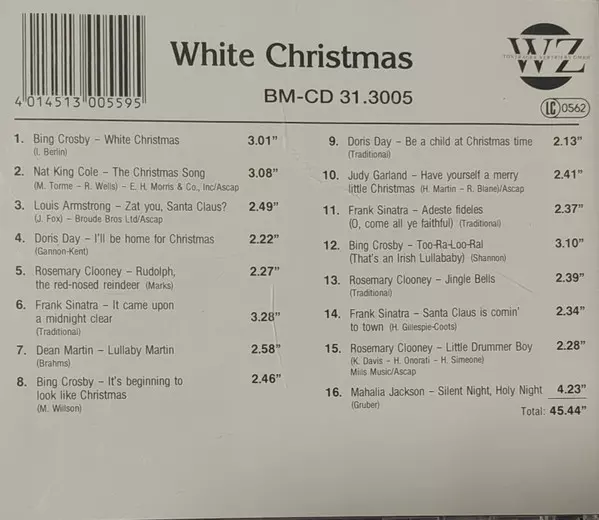 White Christmas
BM-CD 31.3005
4 014513 005595
WZ
LC 0562
1. Bing Crosby – White Christmas 3.01"
(I. Berlin)
2. Nat King Cole – The Christmas Song 3.08"
(M. Torme – R. Wells) – E. H. Morris & Co., Inc/Ascap
3. Louis Armstrong – Zat you, Santa Claus? 2.49"
(J. Fox) – Broude Bros Ltd/Ascap
4. Doris Day – I'll be home for Christmas 2.22"
(Gannon-Kent)
5. Rosemary Clooney – Rudolph, 2.27"
the red-nosed reindeer (Marks)
6. Frank Sinatra – It came upon
a midnight clear 3.28"
(Traditional)
7. Dean Martin – Lullaby Martin 2.58"
(Brahms)
8. Bing Crosby – It's beginning to 2.46"
look like Christmas
(M. Willson)
9. Doris Day – Be a child at Christmas time 2.13"
(Traditional)
10. Judy Garland – Have yourself a merry 2.41"
little Christmas (H. Martin – R. Blane)/Ascap
11. Frank Sinatra – Adeste fideles 2.37"
(O, come all ye faithful) (Traditional)
12. Bing Crosby – Too-Ra-Loo-Ral 3.10"
(That's an Irish Lullababy) (Shannon)
13. Rosemary Clooney – Jingle Bells 2.39"
(Traditional)
14. Frank Sinatra – Santa Claus is comin' 2.34"
to town (H. Gillespie-Coots)
15. Rosemary Clooney – Little Drummer Boy 2.28"
(K. Davis – H. Onorati – H. Simeone)
Mills Music/Ascap
16. Mahalia Jackson – Silent Night, Holy Night 4.23"
(Gruber)
Total: 45.44"